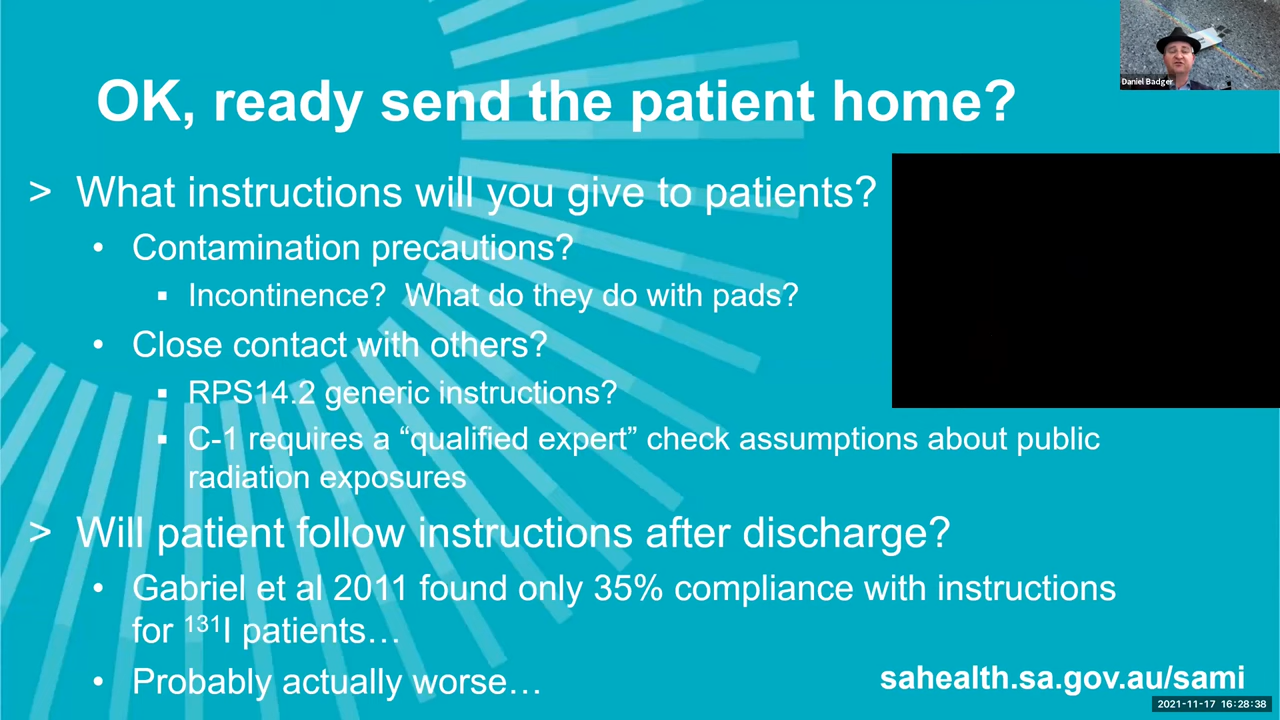 OK, ready send the patient home?
Daniel Badger
> What instructions will you give to patients?
• Contamination precautions?
▪ Incontinence? What do they do with pads?
• Close contact with others?
▪ RPS14.2 generic instructions?
▪ C-1 requires a “qualified expert” check assumptions about public
radiation exposures
> Will patient follow instructions after discharge?
• Gabriel et al 2011 found only 35% compliance with instructions
for ¹³¹I patients…
• Probably actually worse…
sahealth.sa.gov.au/sami
2021-11-17 16:28:38